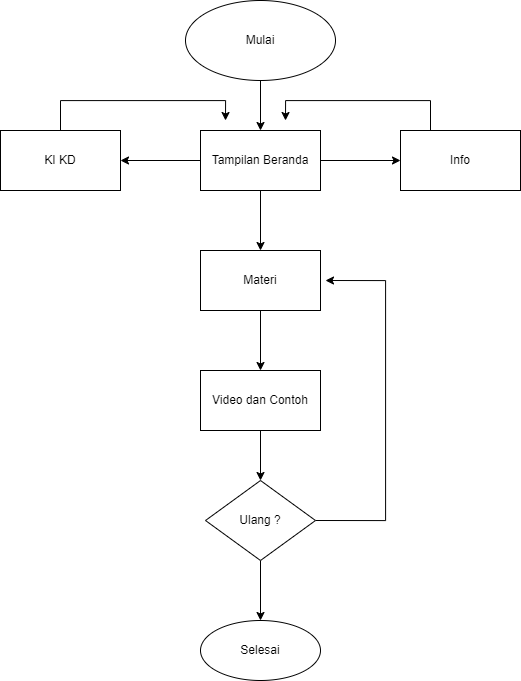 Mulai
KI KD
Tampilan Beranda
Info
Materi
Video dan Contoh
Ulang ?
Selesai